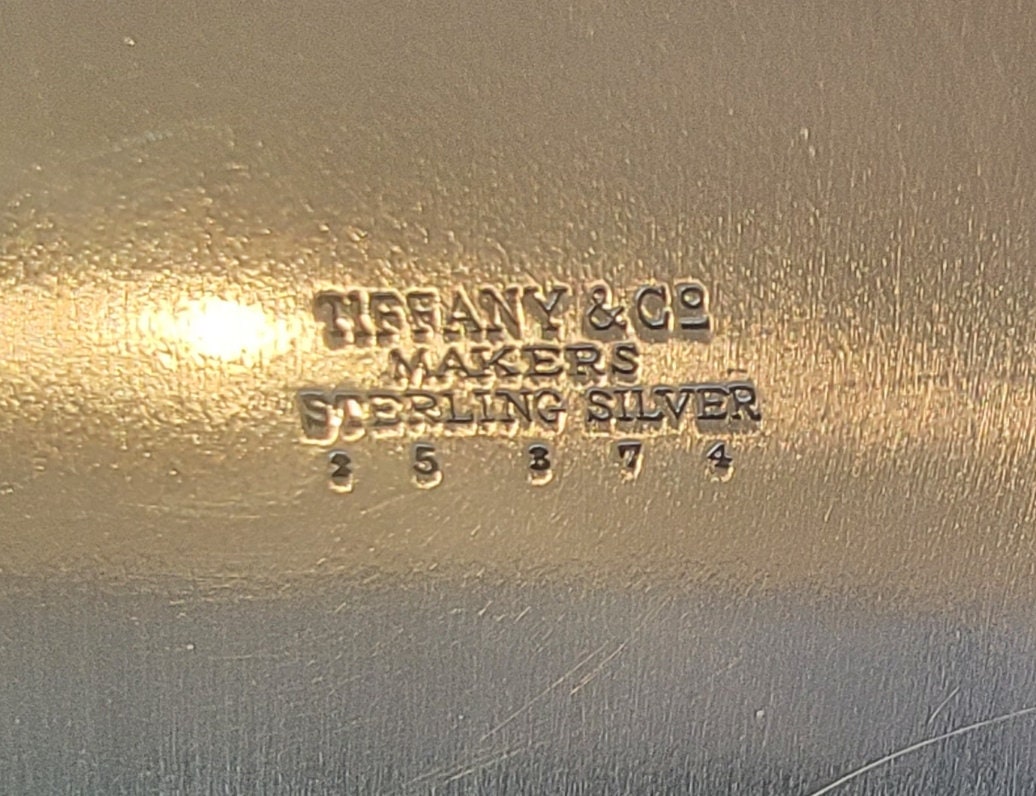 TIFFANY & Cº
MAKERS
STERLING SILVER
2 5 3 7 4